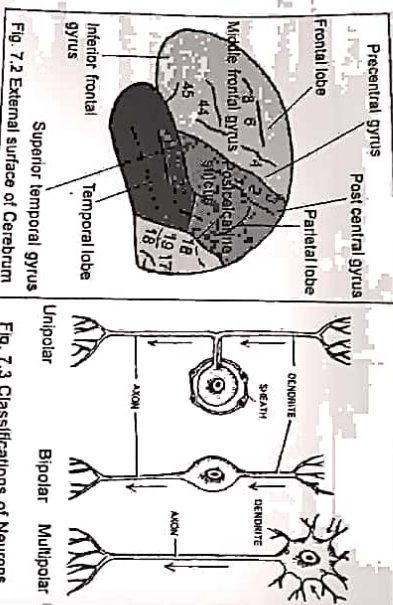 Precentral gyrus
Post central gyrus
Frontal lobe
Parietal lobe
8 6
4
Middle frontal gyrus
44
45
Postcalcarine
sulcus
18
19 17
18
Inferior frontal
gyrus
Temporal lobe
Superior temporal gyrus
Fig. 7.2 External surface of Cerebrum
DENDRITE
SHEATH
DENDRITE
AXON
AXON
Unipolar
Bipolar
Multipolar
Fig. 7.3 Classifications of Neurons